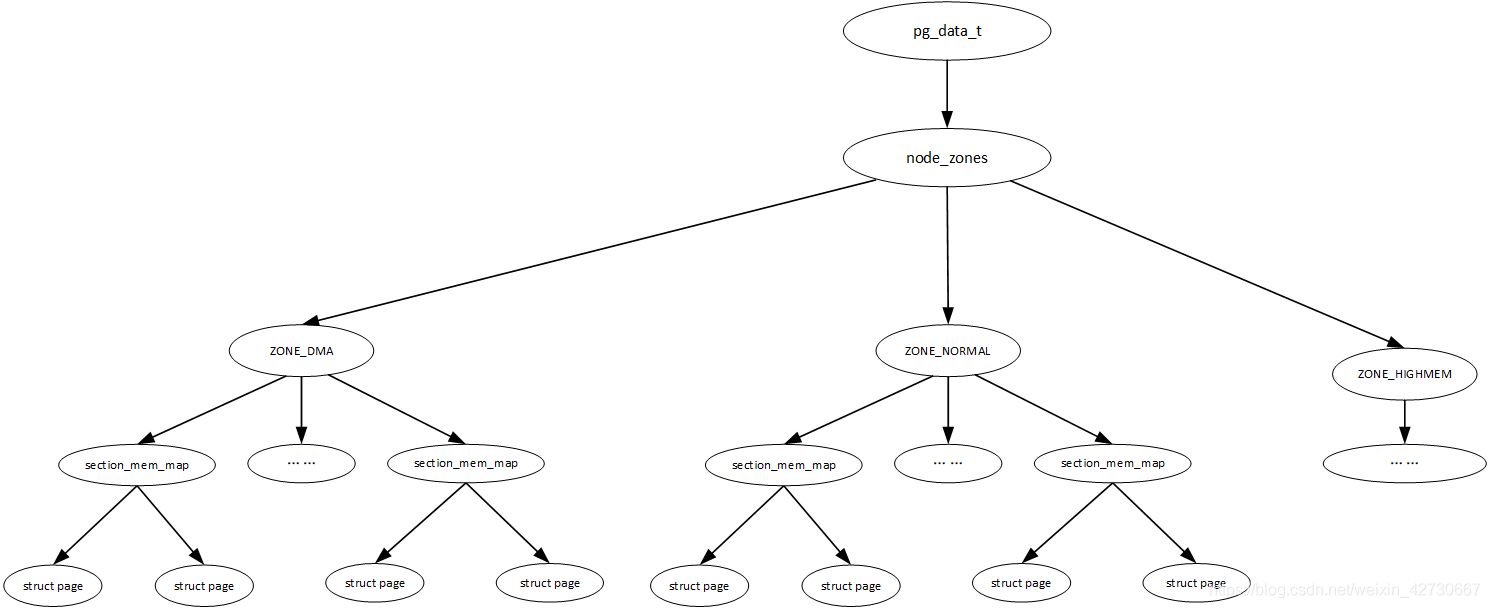 pg_data_t
node_zones
ZONE_DMA
ZONE_NORMAL
ZONE_HIGHMEM
section_mem_map
... ...
section_mem_map
section_mem_map
... ...
section_mem_map
... ...
struct page
struct page
struct page
struct page
struct page
struct page
struct page
struct page
https://blog.csdn.net/weixin_42730667